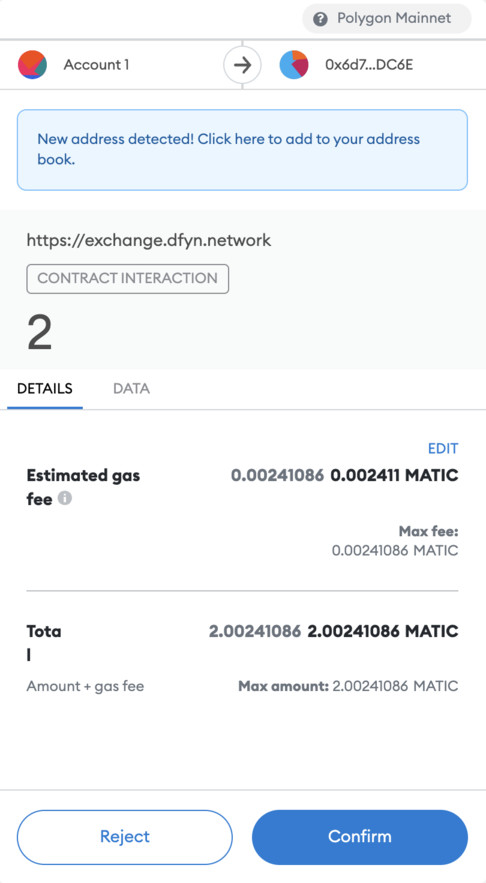 Polygon Mainnet
Account 1
0x6d7...DC6E
New address detected! Click here to add to your address
book.
https://exchange.dfyn.network
CONTRACT INTERACTION
2
DETAILS DATA
EDIT
Estimated gas 0.00241086 0.002411 MATIC
fee
Max fee:
0.00241086 MATIC
Tota 2.00241086 2.00241086 MATIC
l
Amount + gas fee Max amount: 2.00241086 MATIC
Reject Confirm